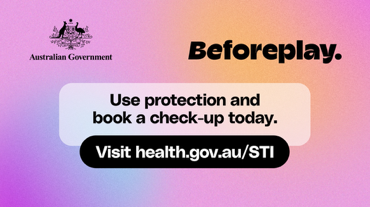 Australian Government
Beforeplay.
Use protection and
book a check-up today.
Visit health.gov.au/STI